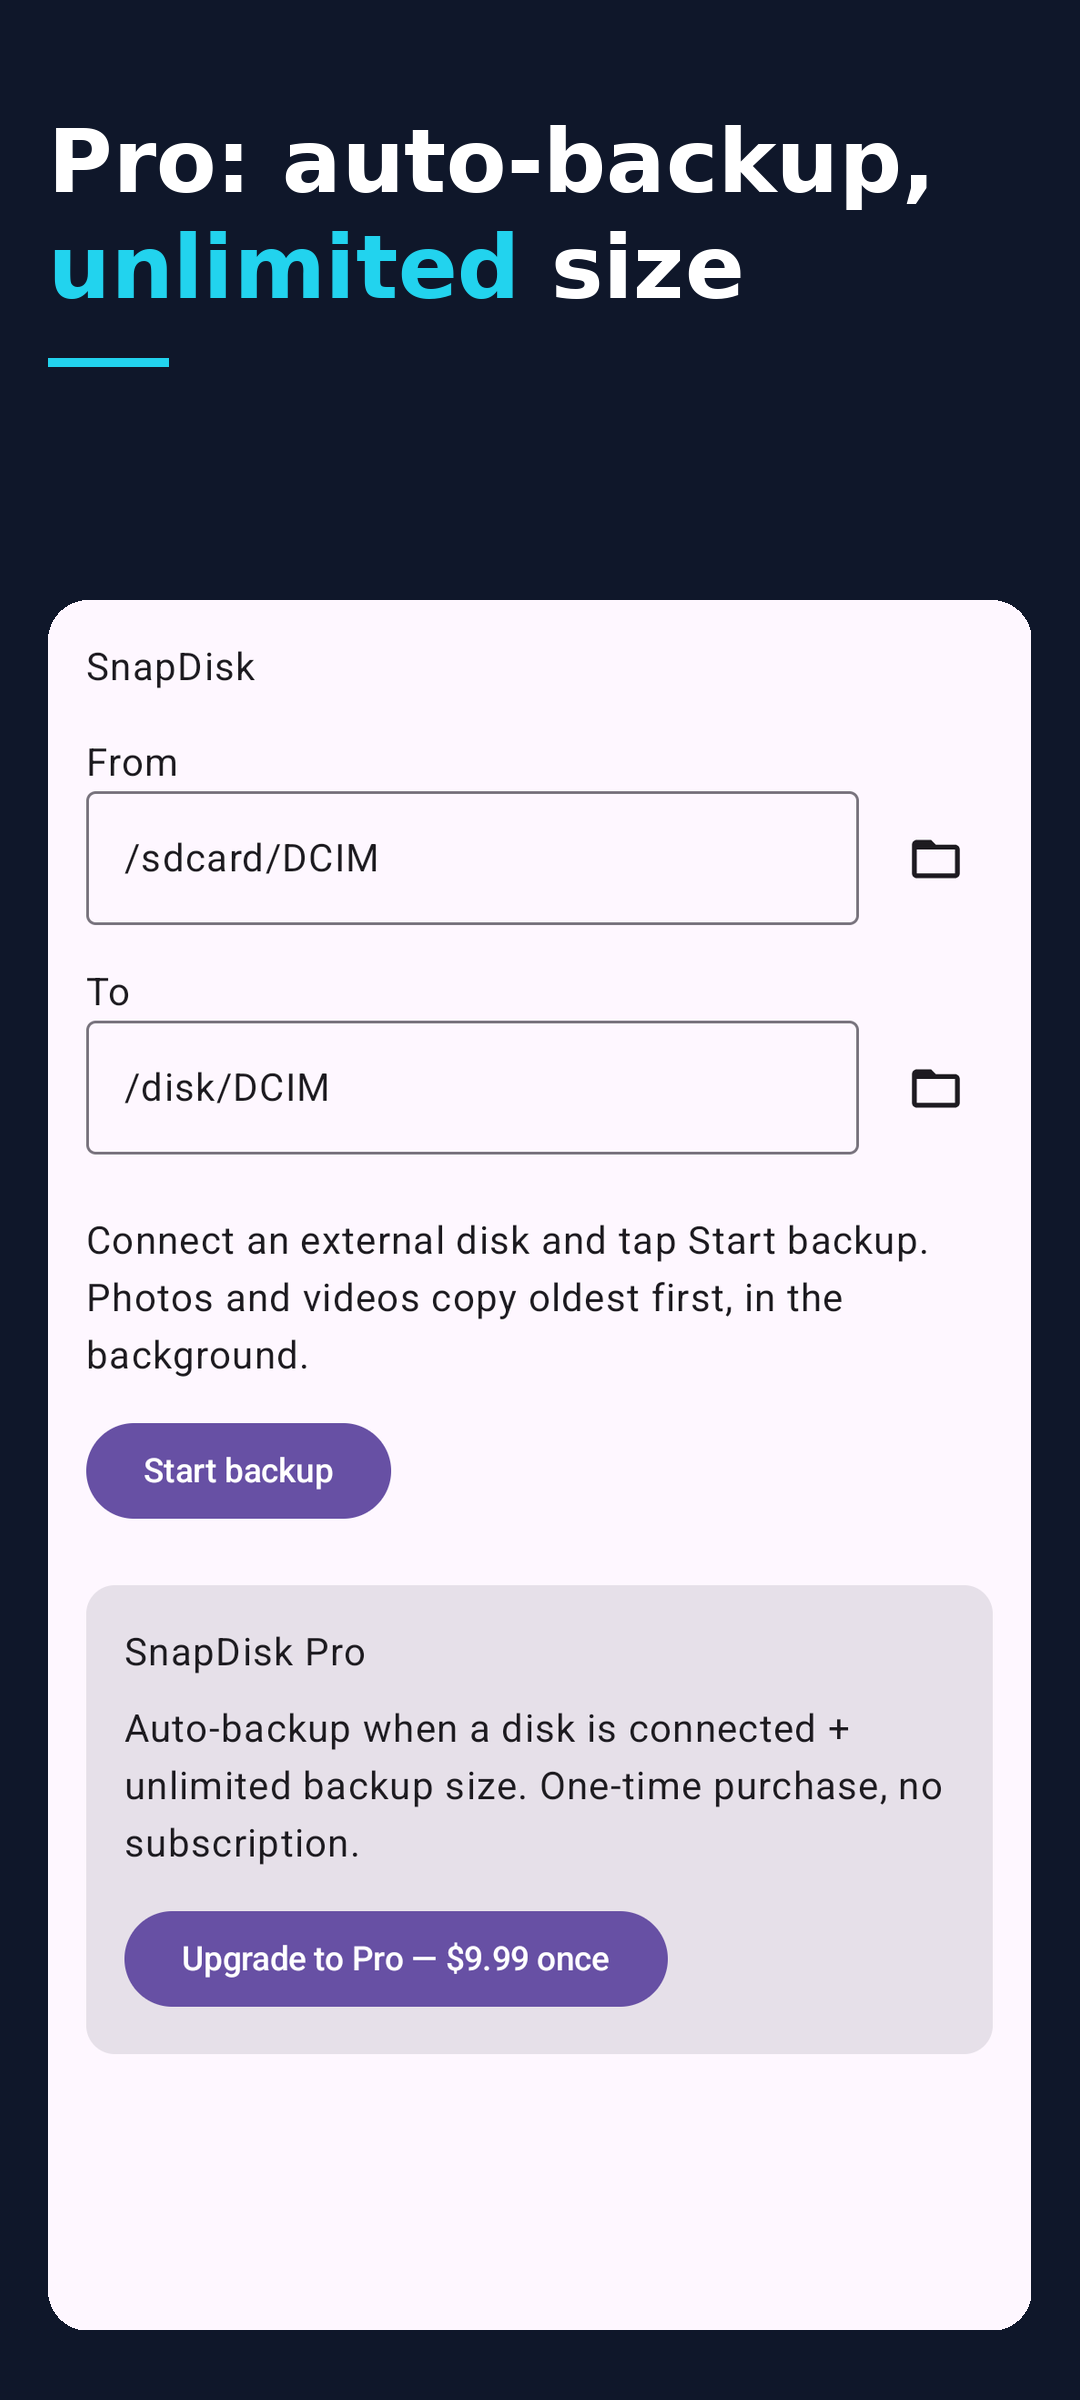 Pro: auto-backup,
unlimited size
SnapDisk
From
/sdcard/DCIM
To
/disk/DCIM
Connect an external disk and tap Start backup.
Photos and videos copy oldest first, in the
background.
Start backup
SnapDisk Pro
Auto-backup when a disk is connected +
unlimited backup size. One-time purchase, no
subscription.
Upgrade to Pro — $9.99 once